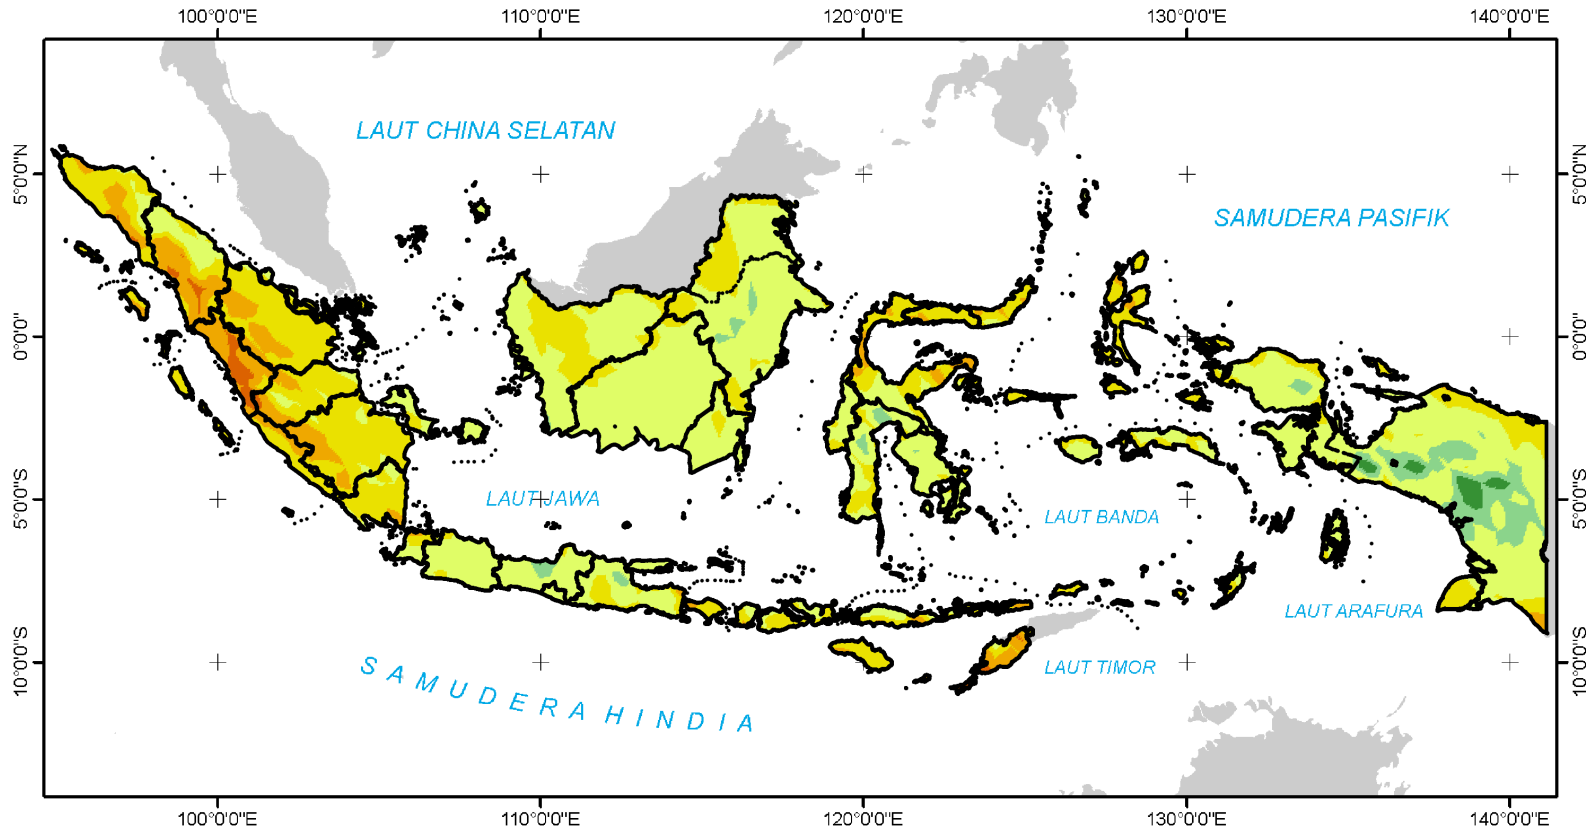 100°0'0"E 110°0'0"E 120°0'0"E 130°0'0"E 140°0'0"E
LAUT CHINA SELATAN
5°0'0"N 5°0'0"N
SAMUDERA PASIFIK
0°0'0" 0°0'0"
LAUT JAWA
5°0'0"S 5°0'0"S
LAUT BANDA
LAUT ARAFURA
10°0'0"S 10°0'0"S
LAUT TIMOR
SAMUDERA HINDIA
100°0'0"E 110°0'0"E 120°0'0"E 130°0'0"E 140°0'0"E